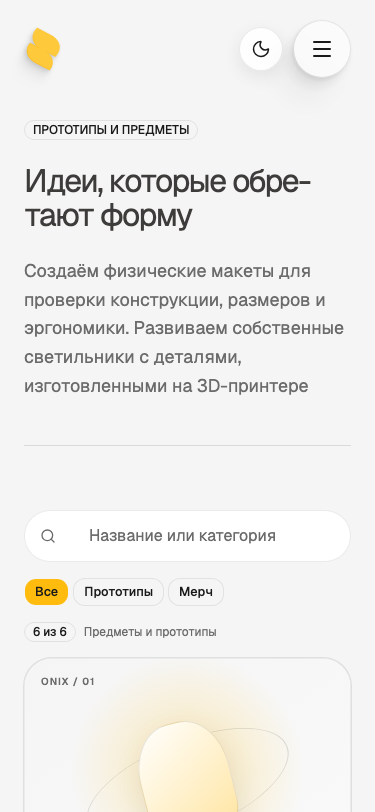 ПРОТОТИПЫ И ПРЕДМЕТЫ
Идеи, которые обре-
тают форму
Создаём физические макеты для
проверки конструкции, размеров и
эргономики. Развиваем собственные
светильники с деталями,
изготовленными на 3D-принтере
Название или категория
Все Прототипы Мерч
6 из 6 Предметы и прототипы
ONIX / 01